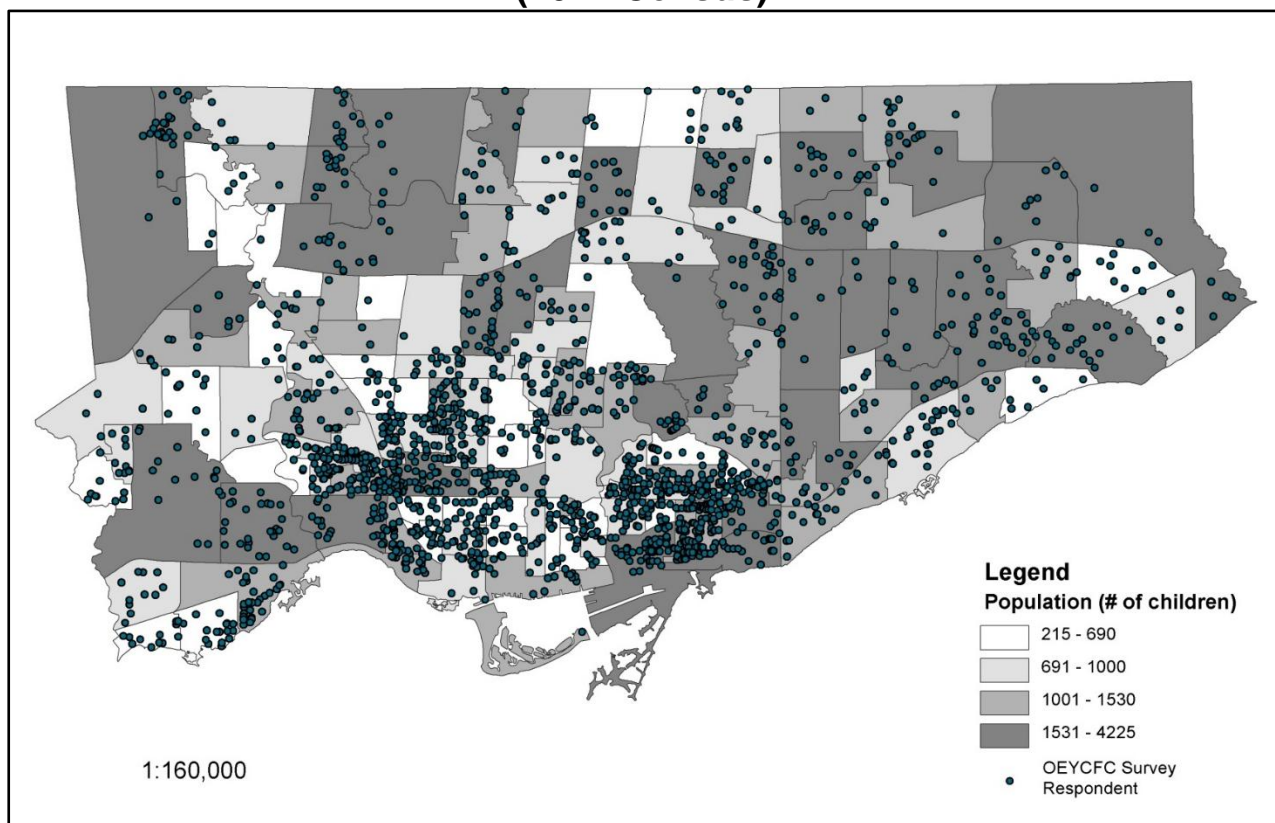 Legend
Population (# of children)
215 - 690
691 - 1000
1001 - 1530
1531 - 4225
OEYCFC Survey
Respondent
1:160,000